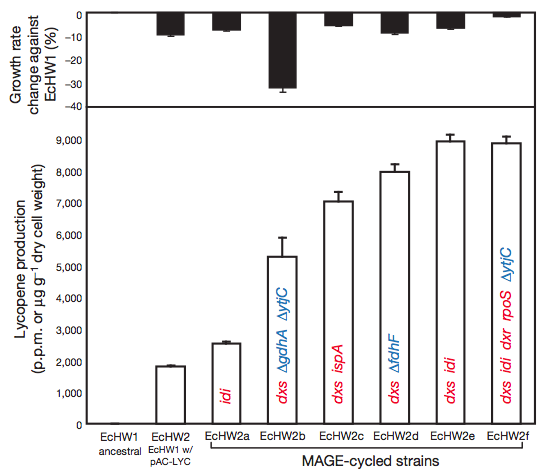 Growth rate
change against
EcHW1 (%)
0
−10
−20
−30
−40
Lycopene production
(p.p.m. or µg g⁻¹ dry cell weight)
9,000
8,000
7,000
6,000
5,000
4,000
3,000
2,000
1,000
0
idi
dxs ΔgdhA ΔytjC
dxs ispA
dxs ΔfdhF
dxs idi
dxs idi dxr rpoS ΔytjC
EcHW1
ancestral
EcHW2
EcHW1 w/
pAC-LYC
EcHW2a
EcHW2b
EcHW2c
EcHW2d
EcHW2e
EcHW2f
MAGE-cycled strains